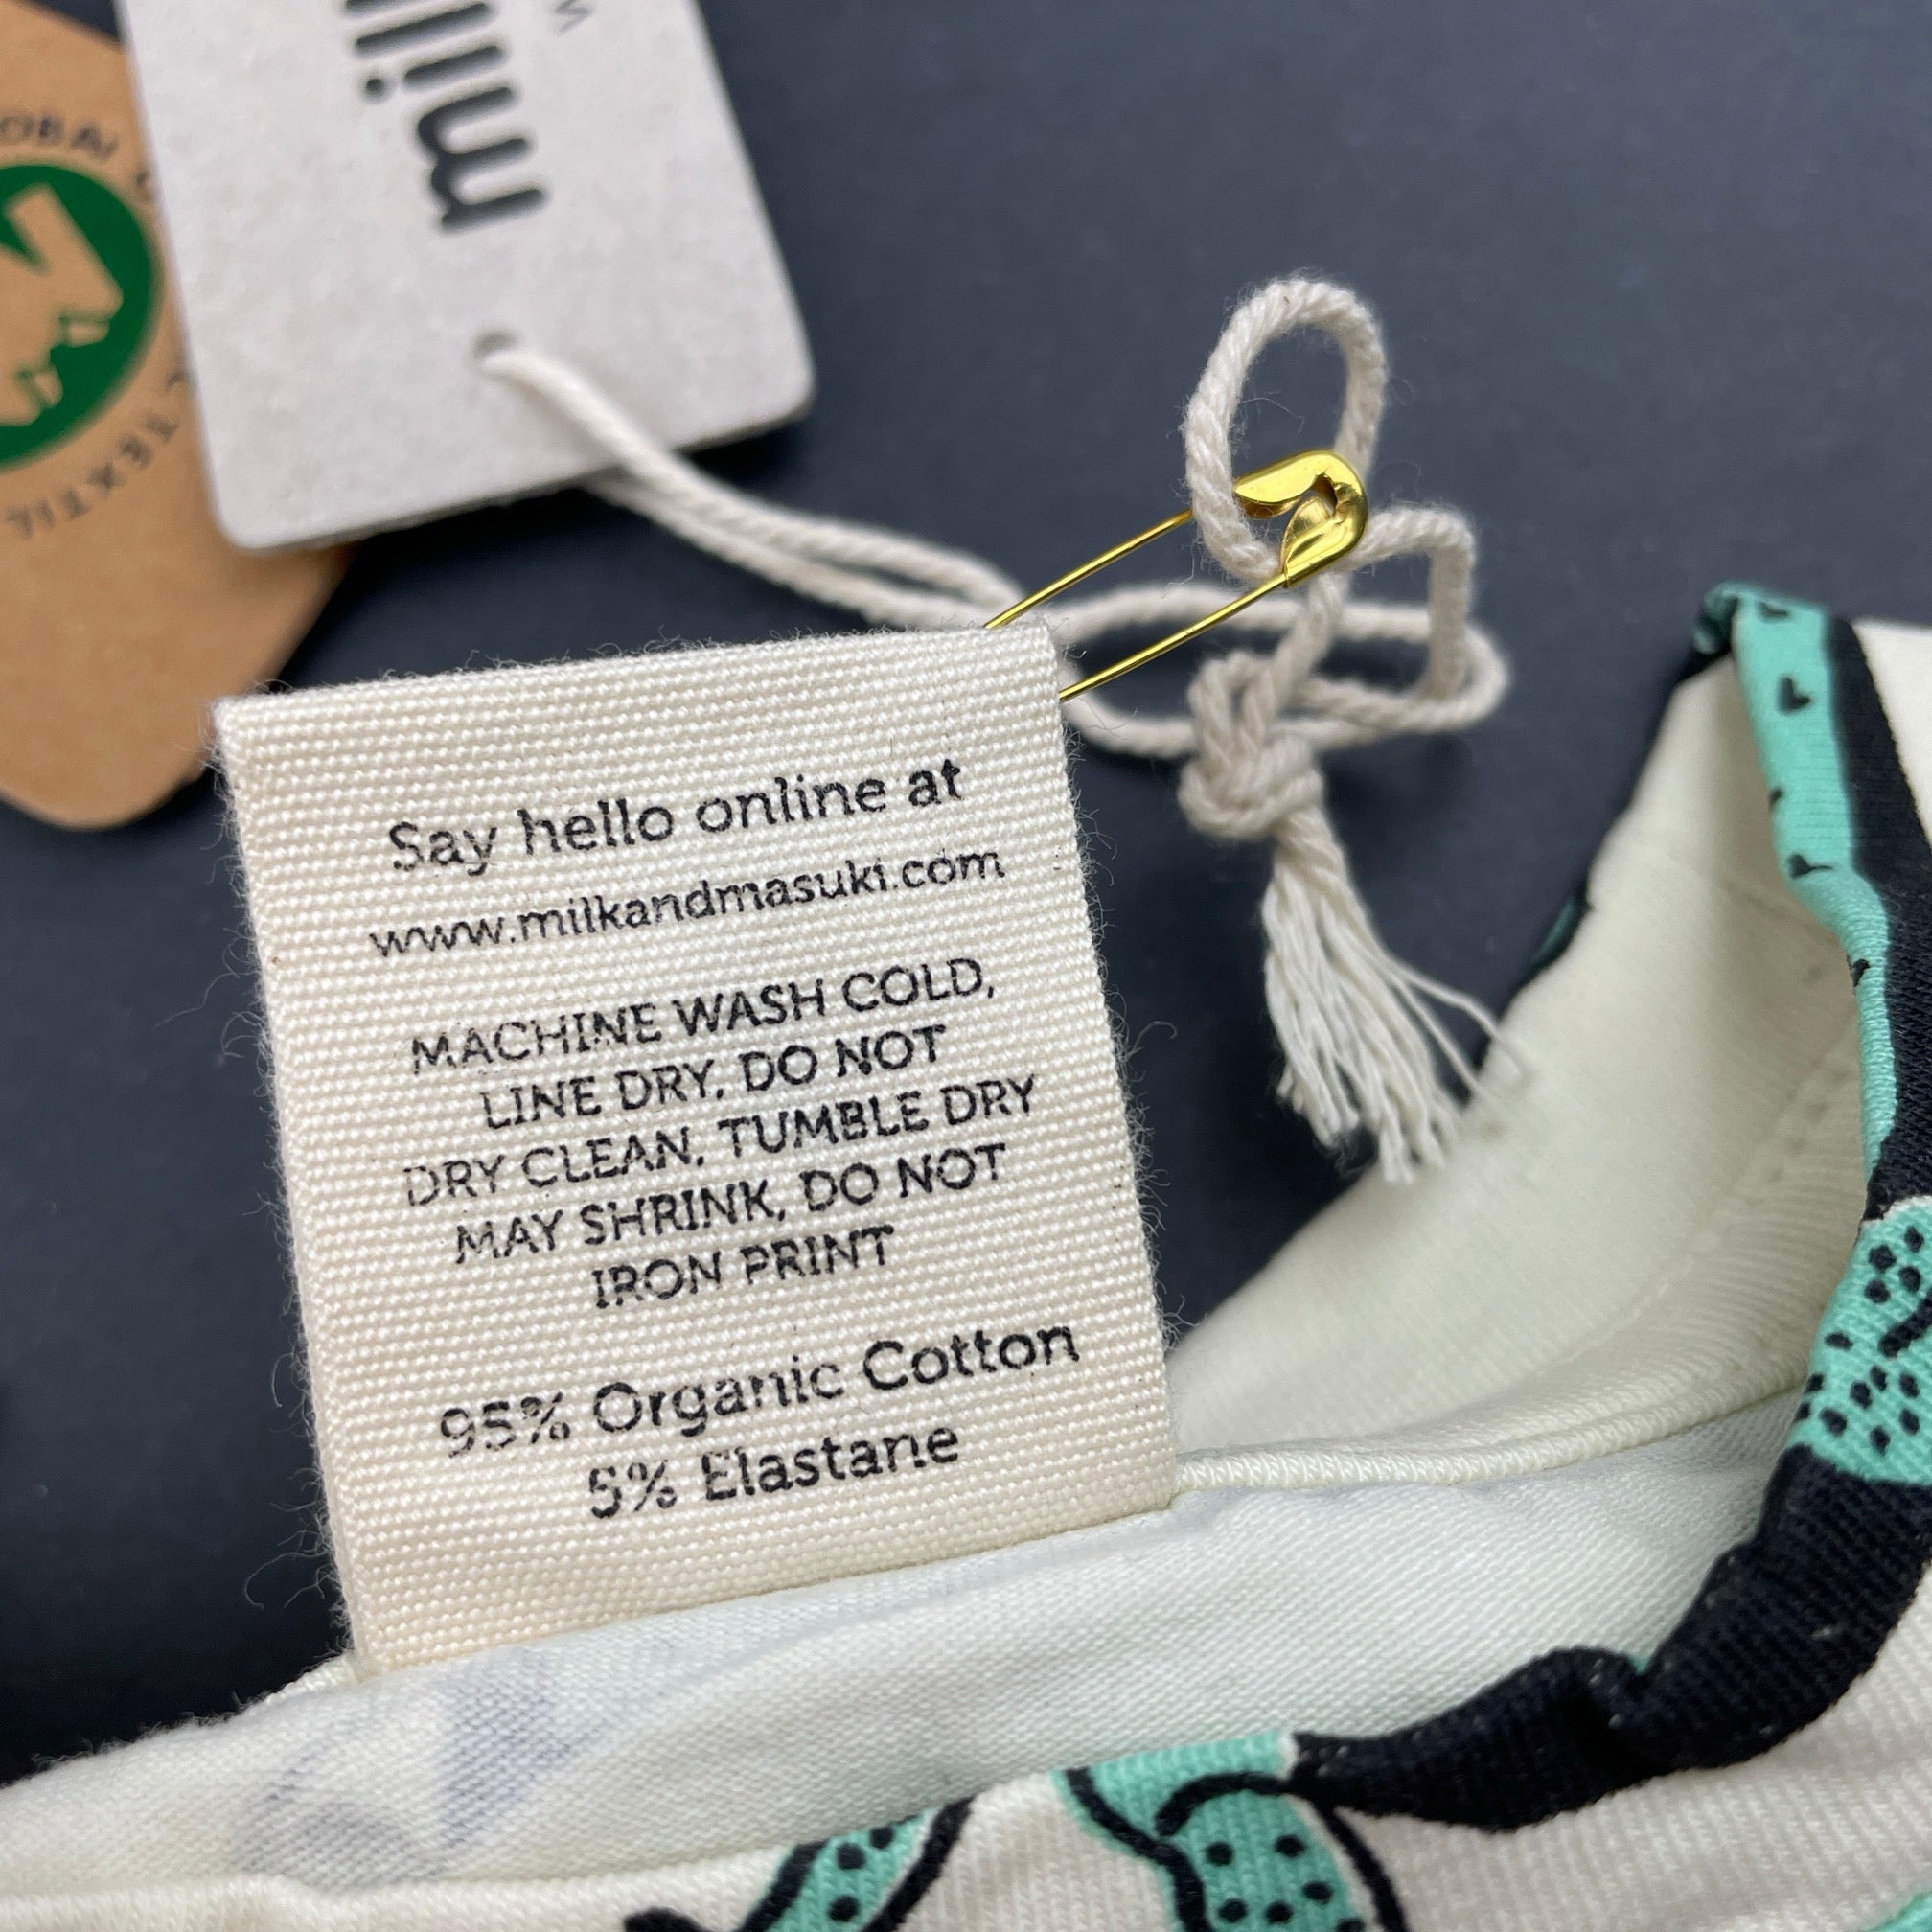 mil
Say hello online at
www.milkandmasuki.com
MACHINE WASH COLD,
LINE DRY, DO NOT
DRY CLEAN, TUMBLE DRY
MAY SHRINK, DO NOT
IRON PRINT
95% Organic Cotton
5% Elastane